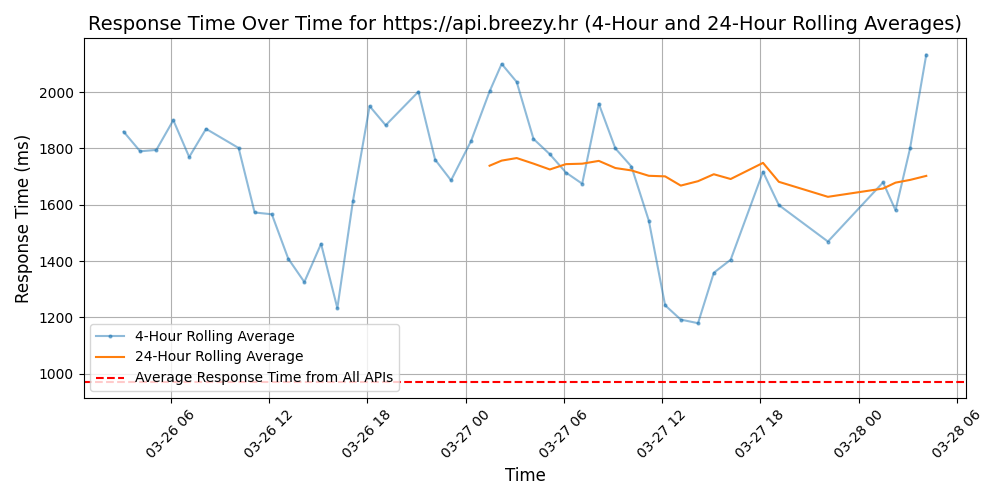 Response Time Over Time for https://api.breezy.hr (4-Hour and 24-Hour Rolling Averages)
Response Time (ms)
2000
1800
1600
1400
1200
1000
4-Hour Rolling Average
24-Hour Rolling Average
Average Response Time from All APIs
03-26 06
03-26 12
03-26 18
03-27 00
03-27 06
03-27 12
03-27 18
03-28 00
03-28 06
Time